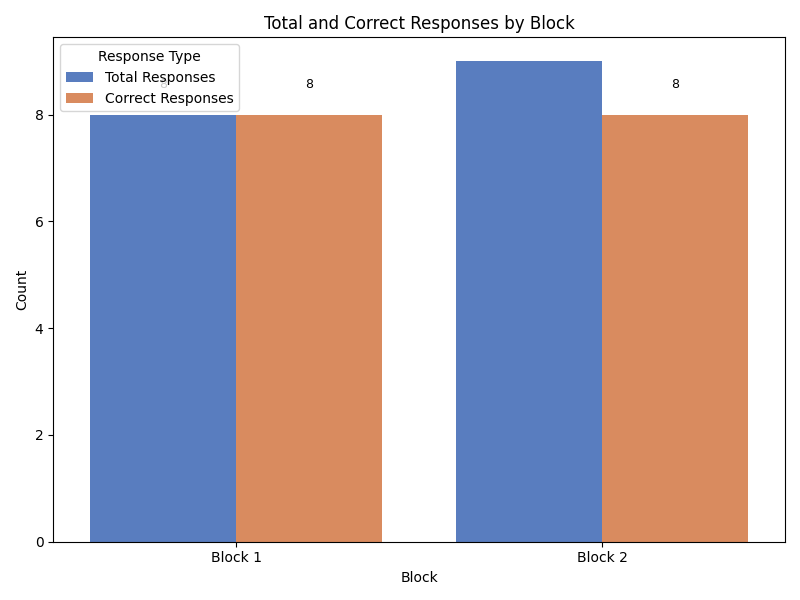 Total and Correct Responses by Block
Response Type
Total Responses
Correct Responses
8
8
8
8
6
4
2
0
Count
Block 1
Block 2
Block